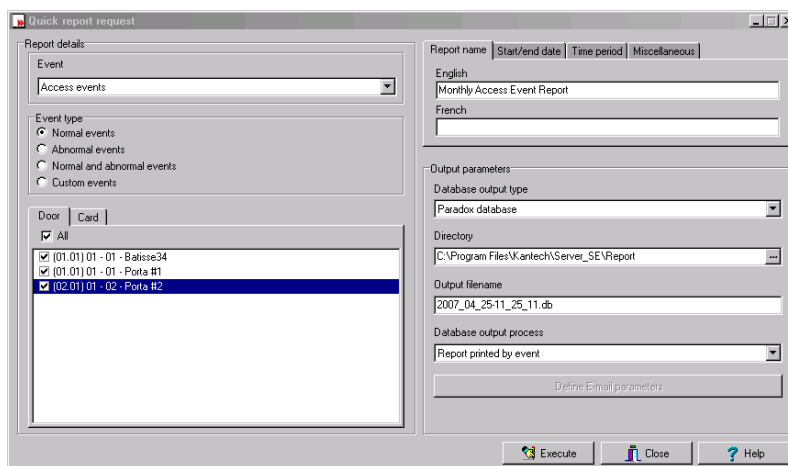 Quick report request
Report details
Event
Access events
Event type
Normal events
Abnormal events
Normal and abnormal events
Custom events
Door
Card
All
(01.01) 01 - 01 - Batisse34
(01.01) 01 - 01 - Porta #1
(02.01) 01 - 02 - Porta #2
Report name
Start/end date
Time period
Miscellaneous
English
Monthly Access Event Report
French
Output parameters
Database output type
Paradox database
Directory
C:\Program Files\Kantech\Server_SE\Report
...
Output filename
2007_04_25-11_25_11.db
Database output process
Report printed by event
Define E-mail parameters
Execute
Close
? Help